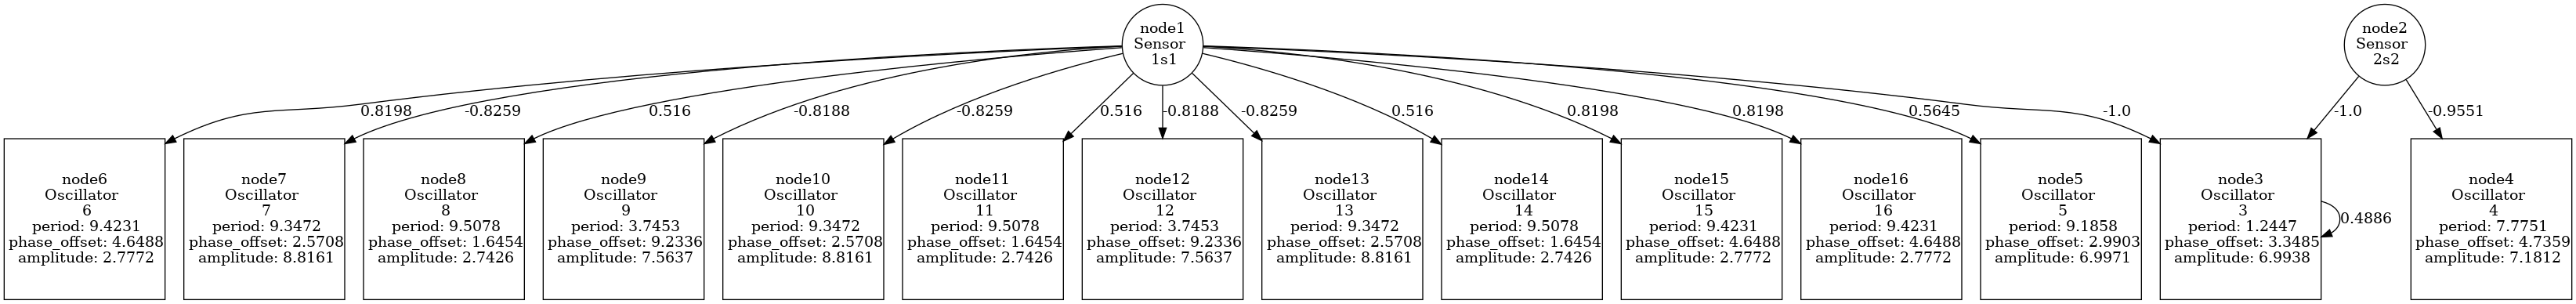 node1
Sensor
1s1
node2
Sensor
2s2
0.8198
-0.8259
0.516
-0.8188
-0.8259
0.516
-0.8188
-0.8259
0.516
0.8198
0.8198
0.5645
-1.0
-1.0
-0.9551
node6
Oscillator
6
period: 9.4231
phase_offset: 4.6488
amplitude: 2.7772
node7
Oscillator
7
period: 9.3472
phase_offset: 2.5708
amplitude: 8.8161
node8
Oscillator
8
period: 9.5078
phase_offset: 1.6454
amplitude: 2.7426
node9
Oscillator
9
period: 3.7453
phase_offset: 9.2336
amplitude: 7.5637
node10
Oscillator
10
period: 9.3472
phase_offset: 2.5708
amplitude: 8.8161
node11
Oscillator
11
period: 9.5078
phase_offset: 1.6454
amplitude: 2.7426
node12
Oscillator
12
period: 3.7453
phase_offset: 9.2336
amplitude: 7.5637
node13
Oscillator
13
period: 9.3472
phase_offset: 2.5708
amplitude: 8.8161
node14
Oscillator
14
period: 9.5078
phase_offset: 1.6454
amplitude: 2.7426
node15
Oscillator
15
period: 9.4231
phase_offset: 4.6488
amplitude: 2.7772
node16
Oscillator
16
period: 9.4231
phase_offset: 4.6488
amplitude: 2.7772
node5
Oscillator
5
period: 9.1858
phase_offset: 2.9903
amplitude: 6.9971
node3
Oscillator
3
period: 1.2447
phase_offset: 3.3485
amplitude: 6.9938
0.4886
node4
Oscillator
4
period: 7.7751
phase_offset: 4.7359
amplitude: 7.1812